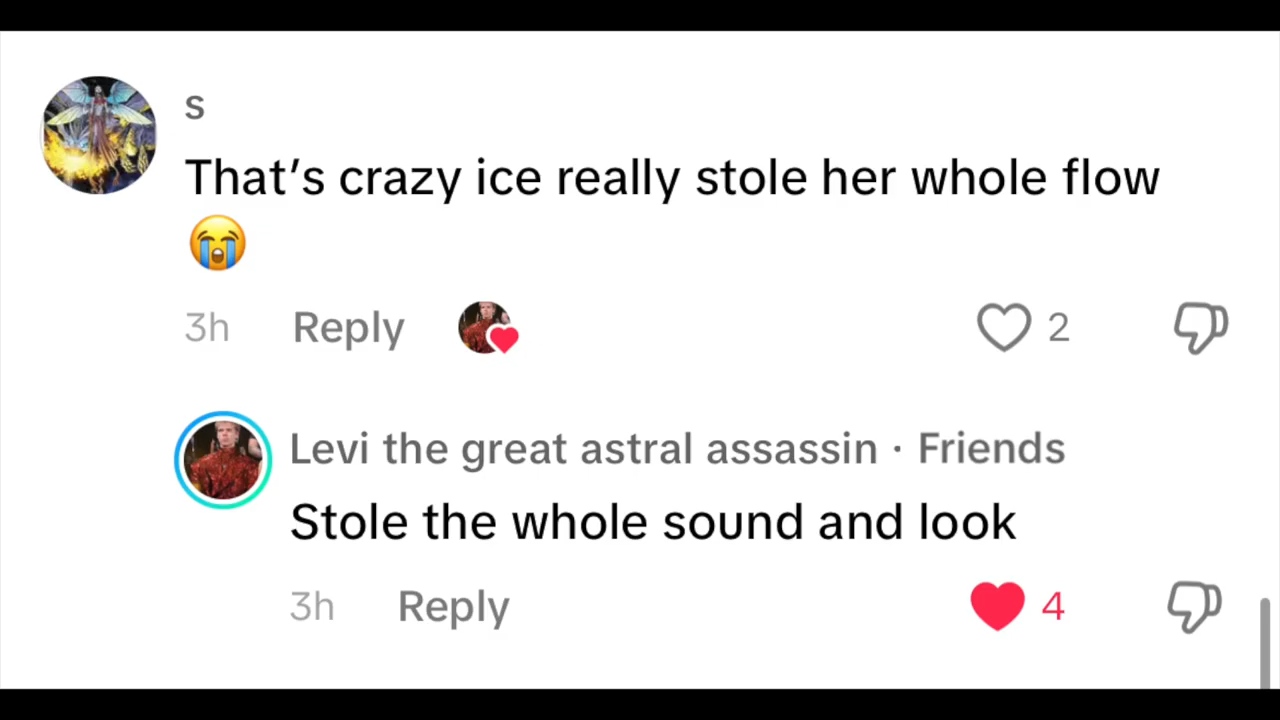 S
That’s crazy ice really stole her whole flow
😭
3h Reply 2
Levi the great astral assassin · Friends
Stole the whole sound and look
3h Reply 4